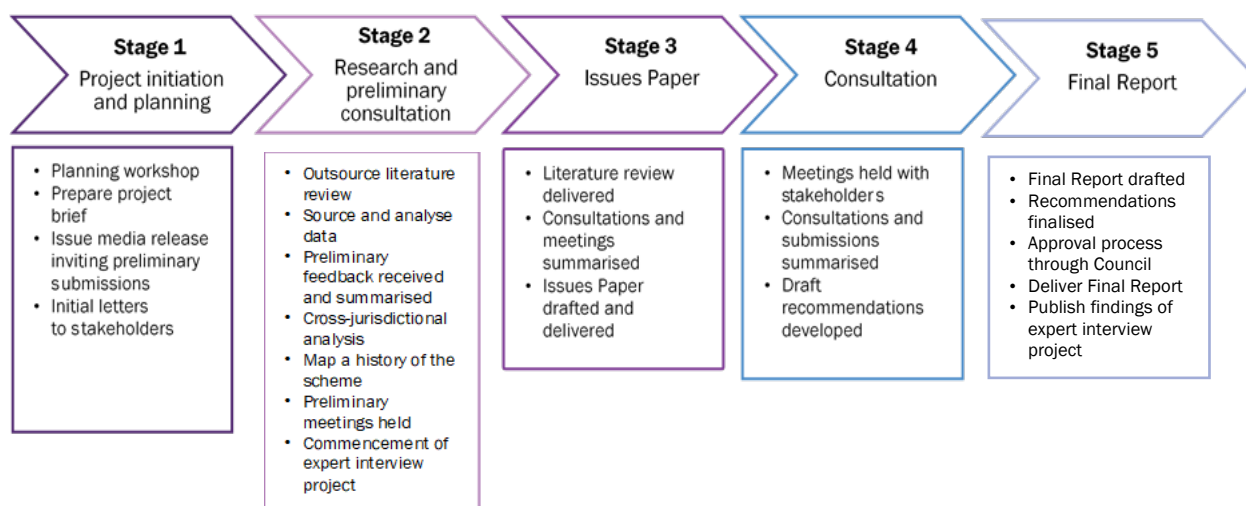 Stage 1
Project initiation
and planning
Stage 2
Research and
preliminary
consultation
Stage 3
Issues Paper
Stage 4
Consultation
Stage 5
Final Report
• Planning workshop
• Prepare project
brief
• Issue media release
inviting preliminary
submissions
• Initial letters
to stakeholders
• Outsource literature
review
• Source and analyse
data
• Preliminary
feedback received
and summarised
• Cross-jurisdictional
analysis
• Map a history of the
scheme
• Preliminary
meetings held
• Commencement of
expert interview
project
• Literature review
delivered
• Consultations and
meetings
summarised
• Issues Paper
drafted and
delivered
• Meetings held with
stakeholders
• Consultations and
submissions
summarised
• Draft
recommendations
developed
• Final Report drafted
• Recommendations
finalised
• Approval process
through Council
• Deliver Final Report
• Publish findings of
expert interview
project